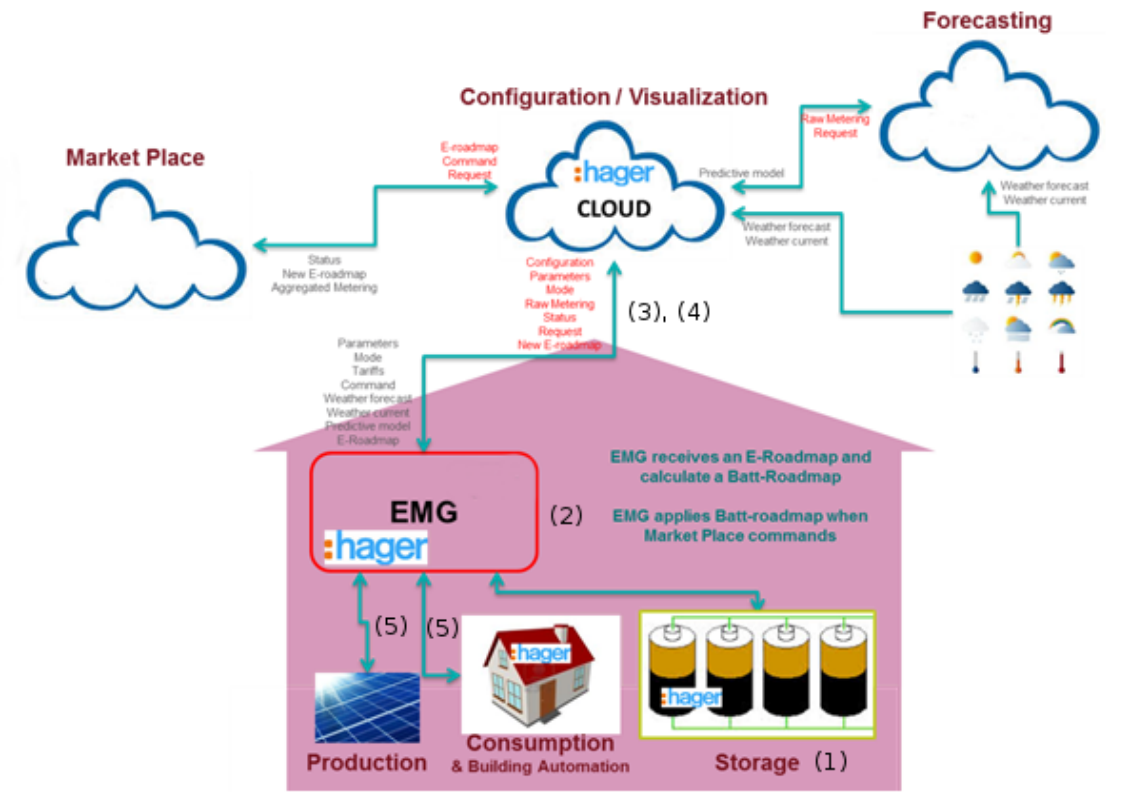 Forecasting
Configuration / Visualization
Raw Metering
Request
E-roadmap
Command
Request
Market Place
:hager
CLOUD
Predictive model
Weather forecast
Weather current
Weather forecast
Weather current
Status
New E-roadmap
Aggregated Metering
Configuration
Parameters
Mode
Raw Metering
Status
Request
New E-roadmap
(3), (4)
Parameters
Mode
Tariffs
Command
Weather forecast
Weather current
Predictive model
E-Roadmap
EMG receives an E-Roadmap and
calculate a Batt-Roadmap
EMG applies Batt-roadmap when
Market Place commands
EMG
:hager
(2)
(5)
(5)
:hager
:hager
Production
Consumption
& Building Automation
Storage (1)